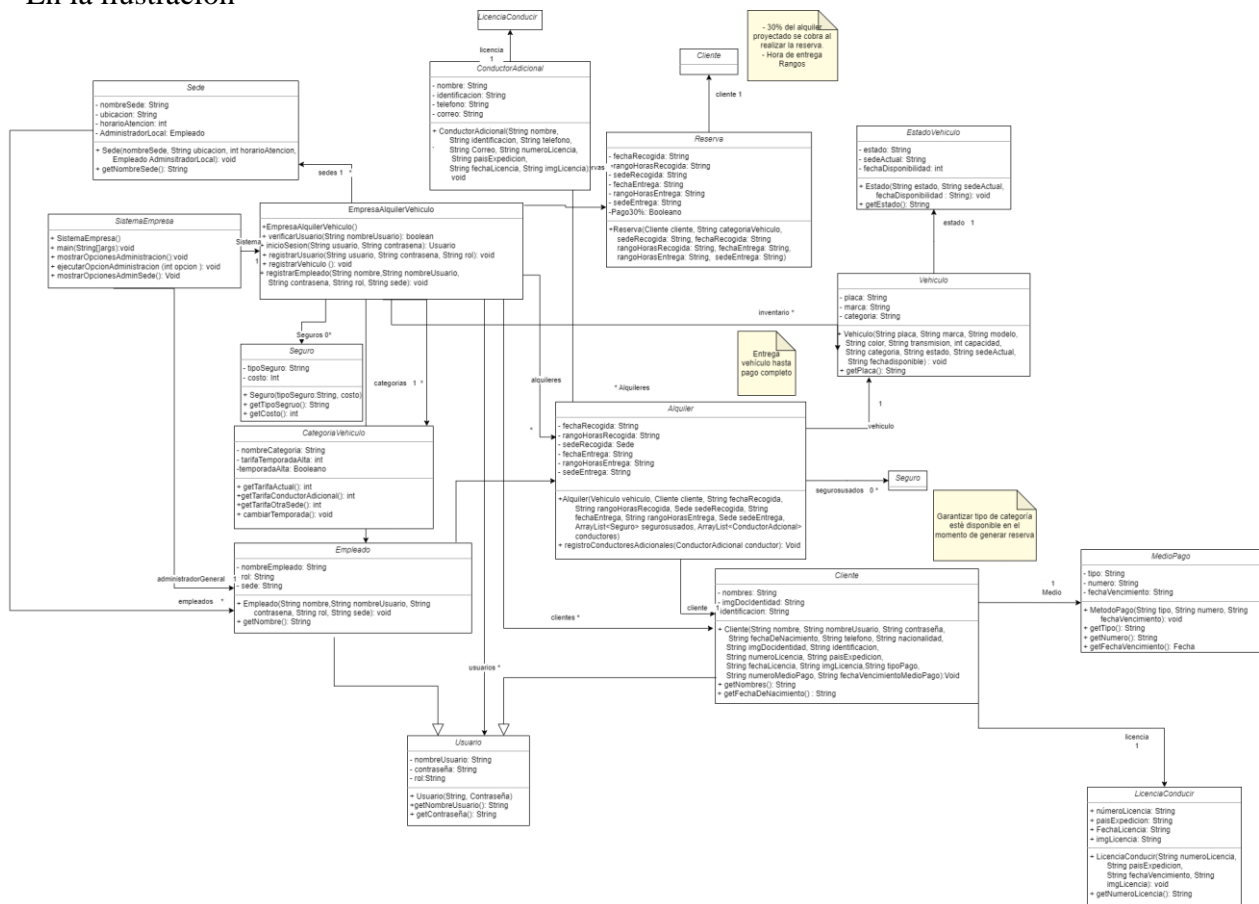 En la ilustración
LicenciaConducir
licencia
1
ConductorAdicional
- nombre: String
- identificacion: String
- telefono: String
- correo: String
+ ConductorAdicional(String nombre,
String identificacion, String telefono,
String Correo, String numeroLicencia,
String paisExpedicion,
String fechaLicencia, String imgLicencia)
void
- 30% del alquiler
proyectado se cobra al
realizar la reserva.
- Hora de entrega
Rangos
Cliente
cliente 1
Sede
- nombreSede: String
- ubicacion: String
- horarioAtencion: int
- AdministradorLocal: Empleado
+ Sede(nombreSede, String ubicacion, int horarioAtencion,
Empleado AdminsitradorLocal): void
+ getNombreSede(): String
sedes 1 *
Reserva
- fechaRecogida: String
rangoHorasRecogida: String
- sedeRecogida: String
- fechaEntrega: String
- rangoHorasEntrega: String
- sedeEntrega: String
-Pago30%: Booleano
+Reserva(Cliente cliente, String categoriaVehiculo,
sedeRecogida: String, fechaRecogida: String
rangoHorasRecogida: String, fechaEntrega: String,
rangoHorasEntrega: String, sedeEntrega: String)
rvas *
EstadoVehiculo
- estado: String
- sedeActual: String
- fechaDisponibilidad: int
+ Estado(String estado, String sedeActual,
fechaDisponibilidad : String): void
+ getEstado(): String
estado 1
SistemaEmpresa
+ SistemaEmpresa()
+ main(String[]args):void
+ mostrarOpcionesAdministracion():void
+ ejecutarOpcionAdministracion (int opcion ): void
+ mostrarOpcionesAdminSede(): Void
Sistema
1
EmpresaAlquilerVehiculo
+EmpresaAlquilerVehiculo()
+ verificarUsuario(String nombreUsuario): boolean
+ inicioSesion(String usuario, String contrasena): Usuario
+ registrarUsuario(String usuario, String contrasena, String rol): void
+ registrarVehiculo (): void
+ registrarEmpleado(String nombre,String nombreUsuario,
String contrasena, String rol, String sede): void
Vehiculo
- placa: String
- marca: String
- categoria: String
+ Vehiculo(String placa, String marca, String modelo,
String color, String transmision, int capacidad,
String categoria, String estado, String sedeActual,
String fechadisponible) : void
+ getPlaca(): String
inventario *
Seguros 0*
Seguro
- tipoSeguro: String
- costo: Int
+ Seguro(tipoSeguro:String, costo)
+ getTipoSegruo(): String
+ getCosto(): int
categorias 1 *
alquileres
*
* Alquileres
Entrega
vehículo hasta
pago completo
1
vehiculo
CategoriaVehiculo
- nombreCategoria: String
- tarifaTemporadaAlta: int
-temporadaAlta: Booleano
+ getTarifaActual(): int
+getTarifaConductorAdicional(): int
+getTarifaOtraSede(): int
+ cambiarTemporada(): void
Alquiler
- fechaRecogida: String
- rangoHorasRecogida: String
- sedeRecogida: Sede
- fechaEntrega: String
- rangoHorasEntrega: String
- sedeEntrega: String
+Alquiler(Vehiculo vehiculo, Cliente cliente, String fechaRecogida,
String rangoHorasRecogida, Sede sedeRecogida, String
fechaEntrega, String rangoHorasEntrega, Sede sedeEntrega,
ArrayList<Seguro> segurosusados, ArrayList<ConductorAdcional>
conductores)
+ registroConductoresAdicionales(ConductorAdicional conductor): Void
Seguro
segurosusados 0 *
Garantizar tipo de categoría
esté disponible en el
momento de generar reserva
Empleado
- nombreEmpleado: String
rol: String
- sede: String
+ Empleado(String nombre,String nombreUsuario, String
contrasena, String rol, String sede): void
+ getNombre(): String
administradorGeneral 1
empleados *
cliente 1
clientes *
Cliente
- nombres: String
- imgDocIdentidad: String
identificacion: String
+ Cliente(String nombre, String nombreUsuario, String contraseña,
String fechaDeNacimiento, String telefono, String nacionalidad,
String imgDocidentidad, String identificacion,
String numeroLicencia, String paisExpedicion,
String fechaLicencia, String imgLicencia,String tipoPago,
String numeroMedioPago, String fechaVencimientoMedioPago):Void
+ getNombres(): String
+ getFechaDeNacimiento() : String
1
Medio
MedioPago
- tipo: String
- numero: String
- fechaVencimiento: String
+ MetodoPago(String tipo, String numero, String
fechaVencimiento): void
+ getTipo(): String
+ getNumero(): String
+ getFechaVencimiento(): Fecha
usuarios *
Usuario
- nombreUsuario: String
- contraseña: String
- rol:String
+ Usuario(String, Contraseña)
+getNombreUsuario(): String
+ getContraseña(): String
licencia
1
LicenciaConducir
+ númeroLicencia: String
+ paisExpedicion: String
+ FechaLicencia: String
+ imgLicencia: String
+ LicenciaConducir(String numeroLicencia,
String paisExpedicion,
String fechaVencimiento, String
imgLicencia): void
+ getNumeroLicencia(): String